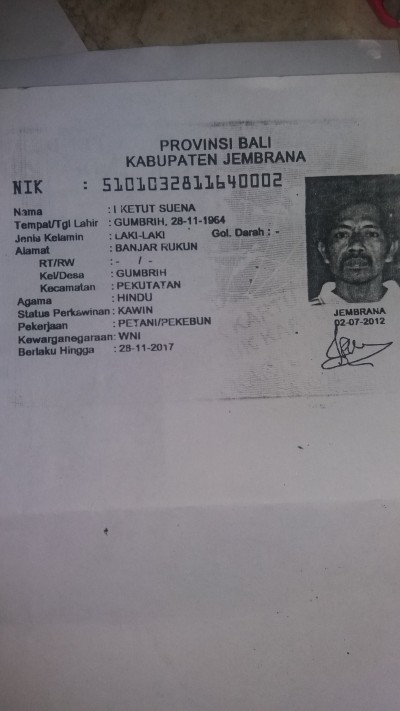 PROVINSI BALI
KABUPATEN JEMBRANA
NIK : 5101032811640002
Nama : I KETUT SUENA
Tempat/Tgl Lahir : GUMBRIH, 28-11-1964
Jenis Kelamin : LAKI-LAKI Gol. Darah : -
Alamat : BANJAR RUKUN
RT/RW : - / -
Kel/Desa : GUMBRIH
Kecamatan : PEKUTATAN
Agama : HINDU
Status Perkawinan : KAWIN
Pekerjaan : PETANI/PEKEBUN
Kewarganegaraan : WNI
Berlaku Hingga : 28-11-2017
JEMBRANA
02-07-2012